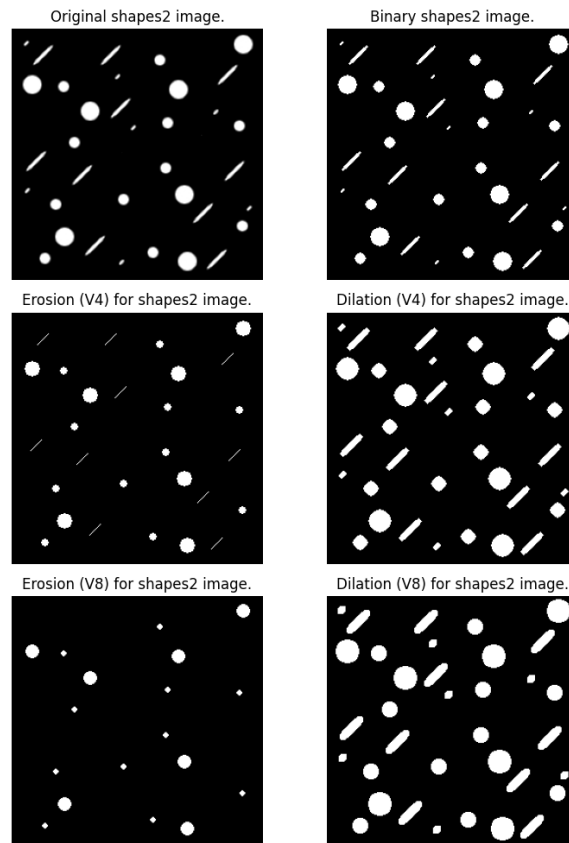 Original shapes2 image.
Binary shapes2 image.
Erosion (V4) for shapes2 image.
Dilation (V4) for shapes2 image.
Erosion (V8) for shapes2 image.
Dilation (V8) for shapes2 image.